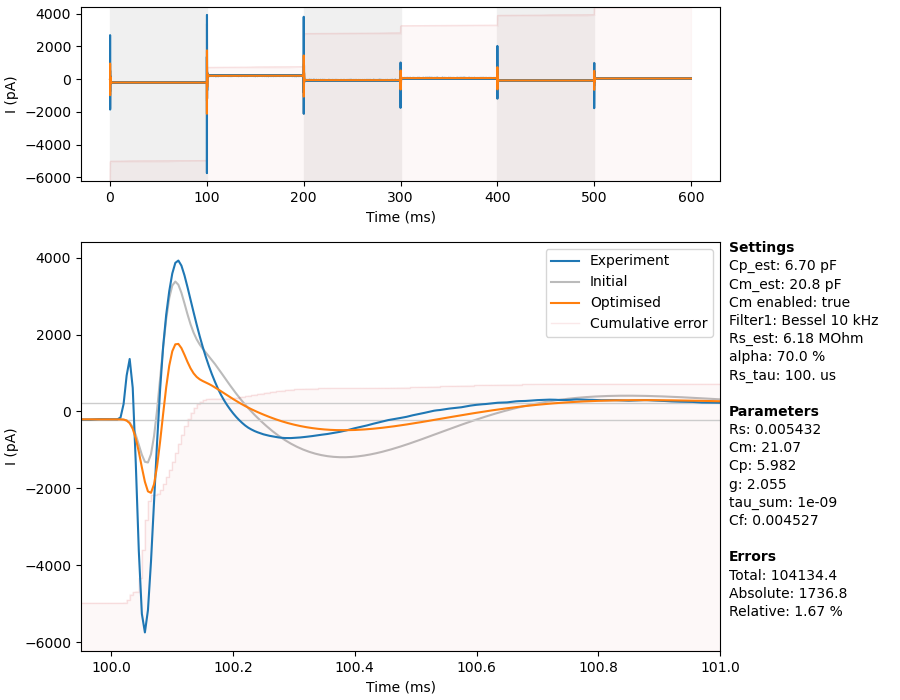 4000
2000
0
−2000
−4000
−6000
I (pA)
0 100 200 300 400 500 600
Time (ms)
4000
2000
0
−2000
−4000
−6000
I (pA)
100.0 100.2 100.4 100.6 100.8 101.0
Time (ms)
Experiment
Initial
Optimised
Cumulative error
Settings
Cp_est: 6.70 pF
Cm_est: 20.8 pF
Cm enabled: true
Filter1: Bessel 10 kHz
Rs_est: 6.18 MOhm
alpha: 70.0 %
Rs_tau: 100. us
Parameters
Rs: 0.005432
Cm: 21.07
Cp: 5.982
g: 2.055
tau_sum: 1e-09
Cf: 0.004527
Errors
Total: 104134.4
Absolute: 1736.8
Relative: 1.67 %